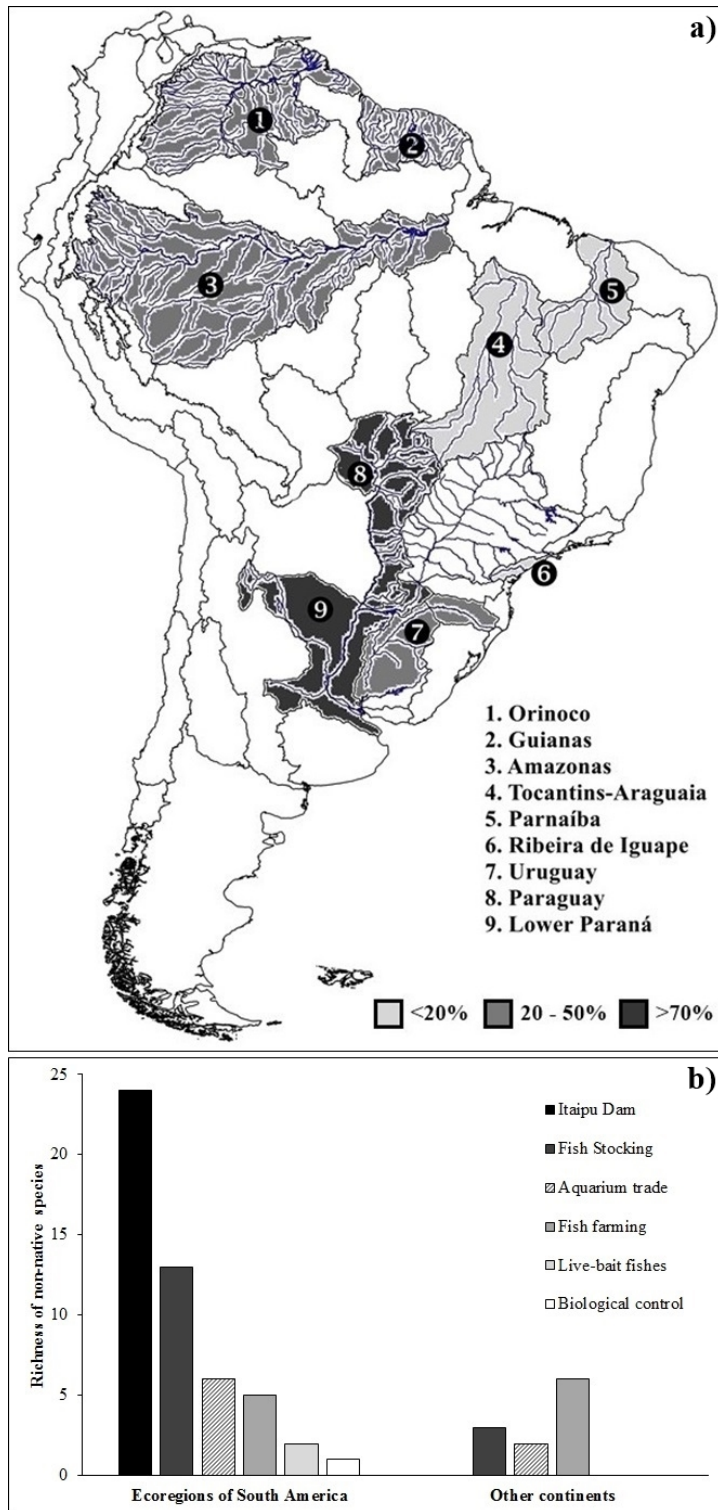 a)
1
2
3
4
5
6
7
8
9
1. Orinoco
2. Guianas
3. Amazonas
4. Tocantins-Araguaia
5. Parnaíba
6. Ribeira de Iguape
7. Uruguay
8. Paraguay
9. Lower Paraná
<20% 20 - 50% >70%
b)
25
20
15
10
5
0
Richness of non-native species
Itaipu Dam
Fish Stocking
Aquarium trade
Fish farming
Live-bait fishes
Biological control
Ecoregions of South America Other continents